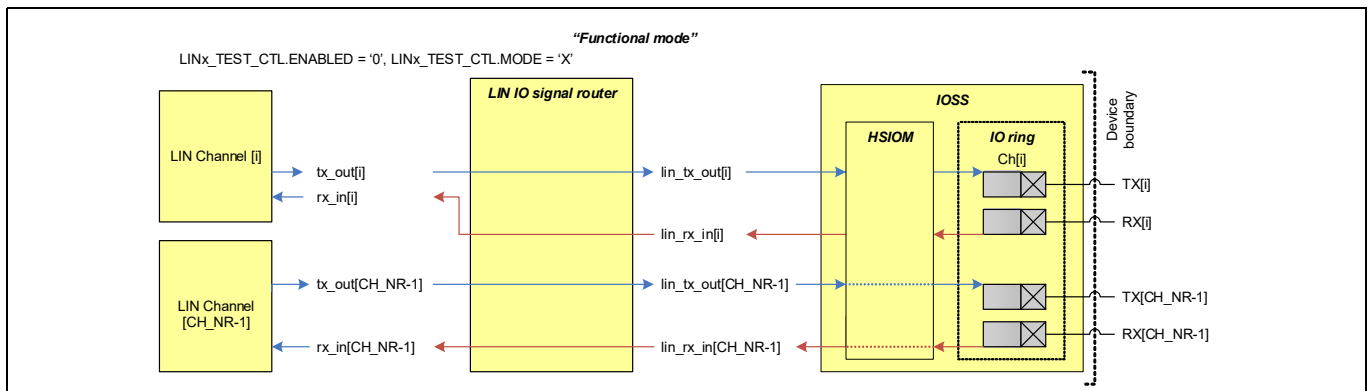 “Functional mode”
LINx_TEST_CTL.ENABLED = ‘0’, LINx_TEST_CTL.MODE = ‘X’
LIN Channel [i]
tx_out[i]
rx_in[i]
LIN Channel
[CH_NR-1]
tx_out[CH_NR-1]
rx_in[CH_NR-1]
LIN IO signal router
lin_tx_out[i]
lin_rx_in[i]
lin_tx_out[CH_NR-1]
lin_rx_in[CH_NR-1]
IOSS
HSIOM
IO ring
Ch[i]
Device
boundary
TX[i]
RX[i]
TX[CH_NR-1]
RX[CH_NR-1]